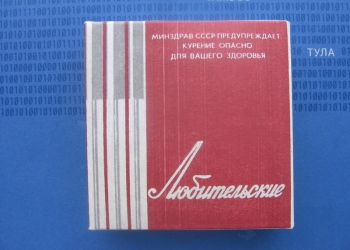 МИНЗДРАВ СССР ПРЕДУПРЕЖДАЕТ:
КУРЕНИЕ ОПАСНО
ДЛЯ ВАШЕГО ЗДОРОВЬЯ
ТУЛА
Любительские